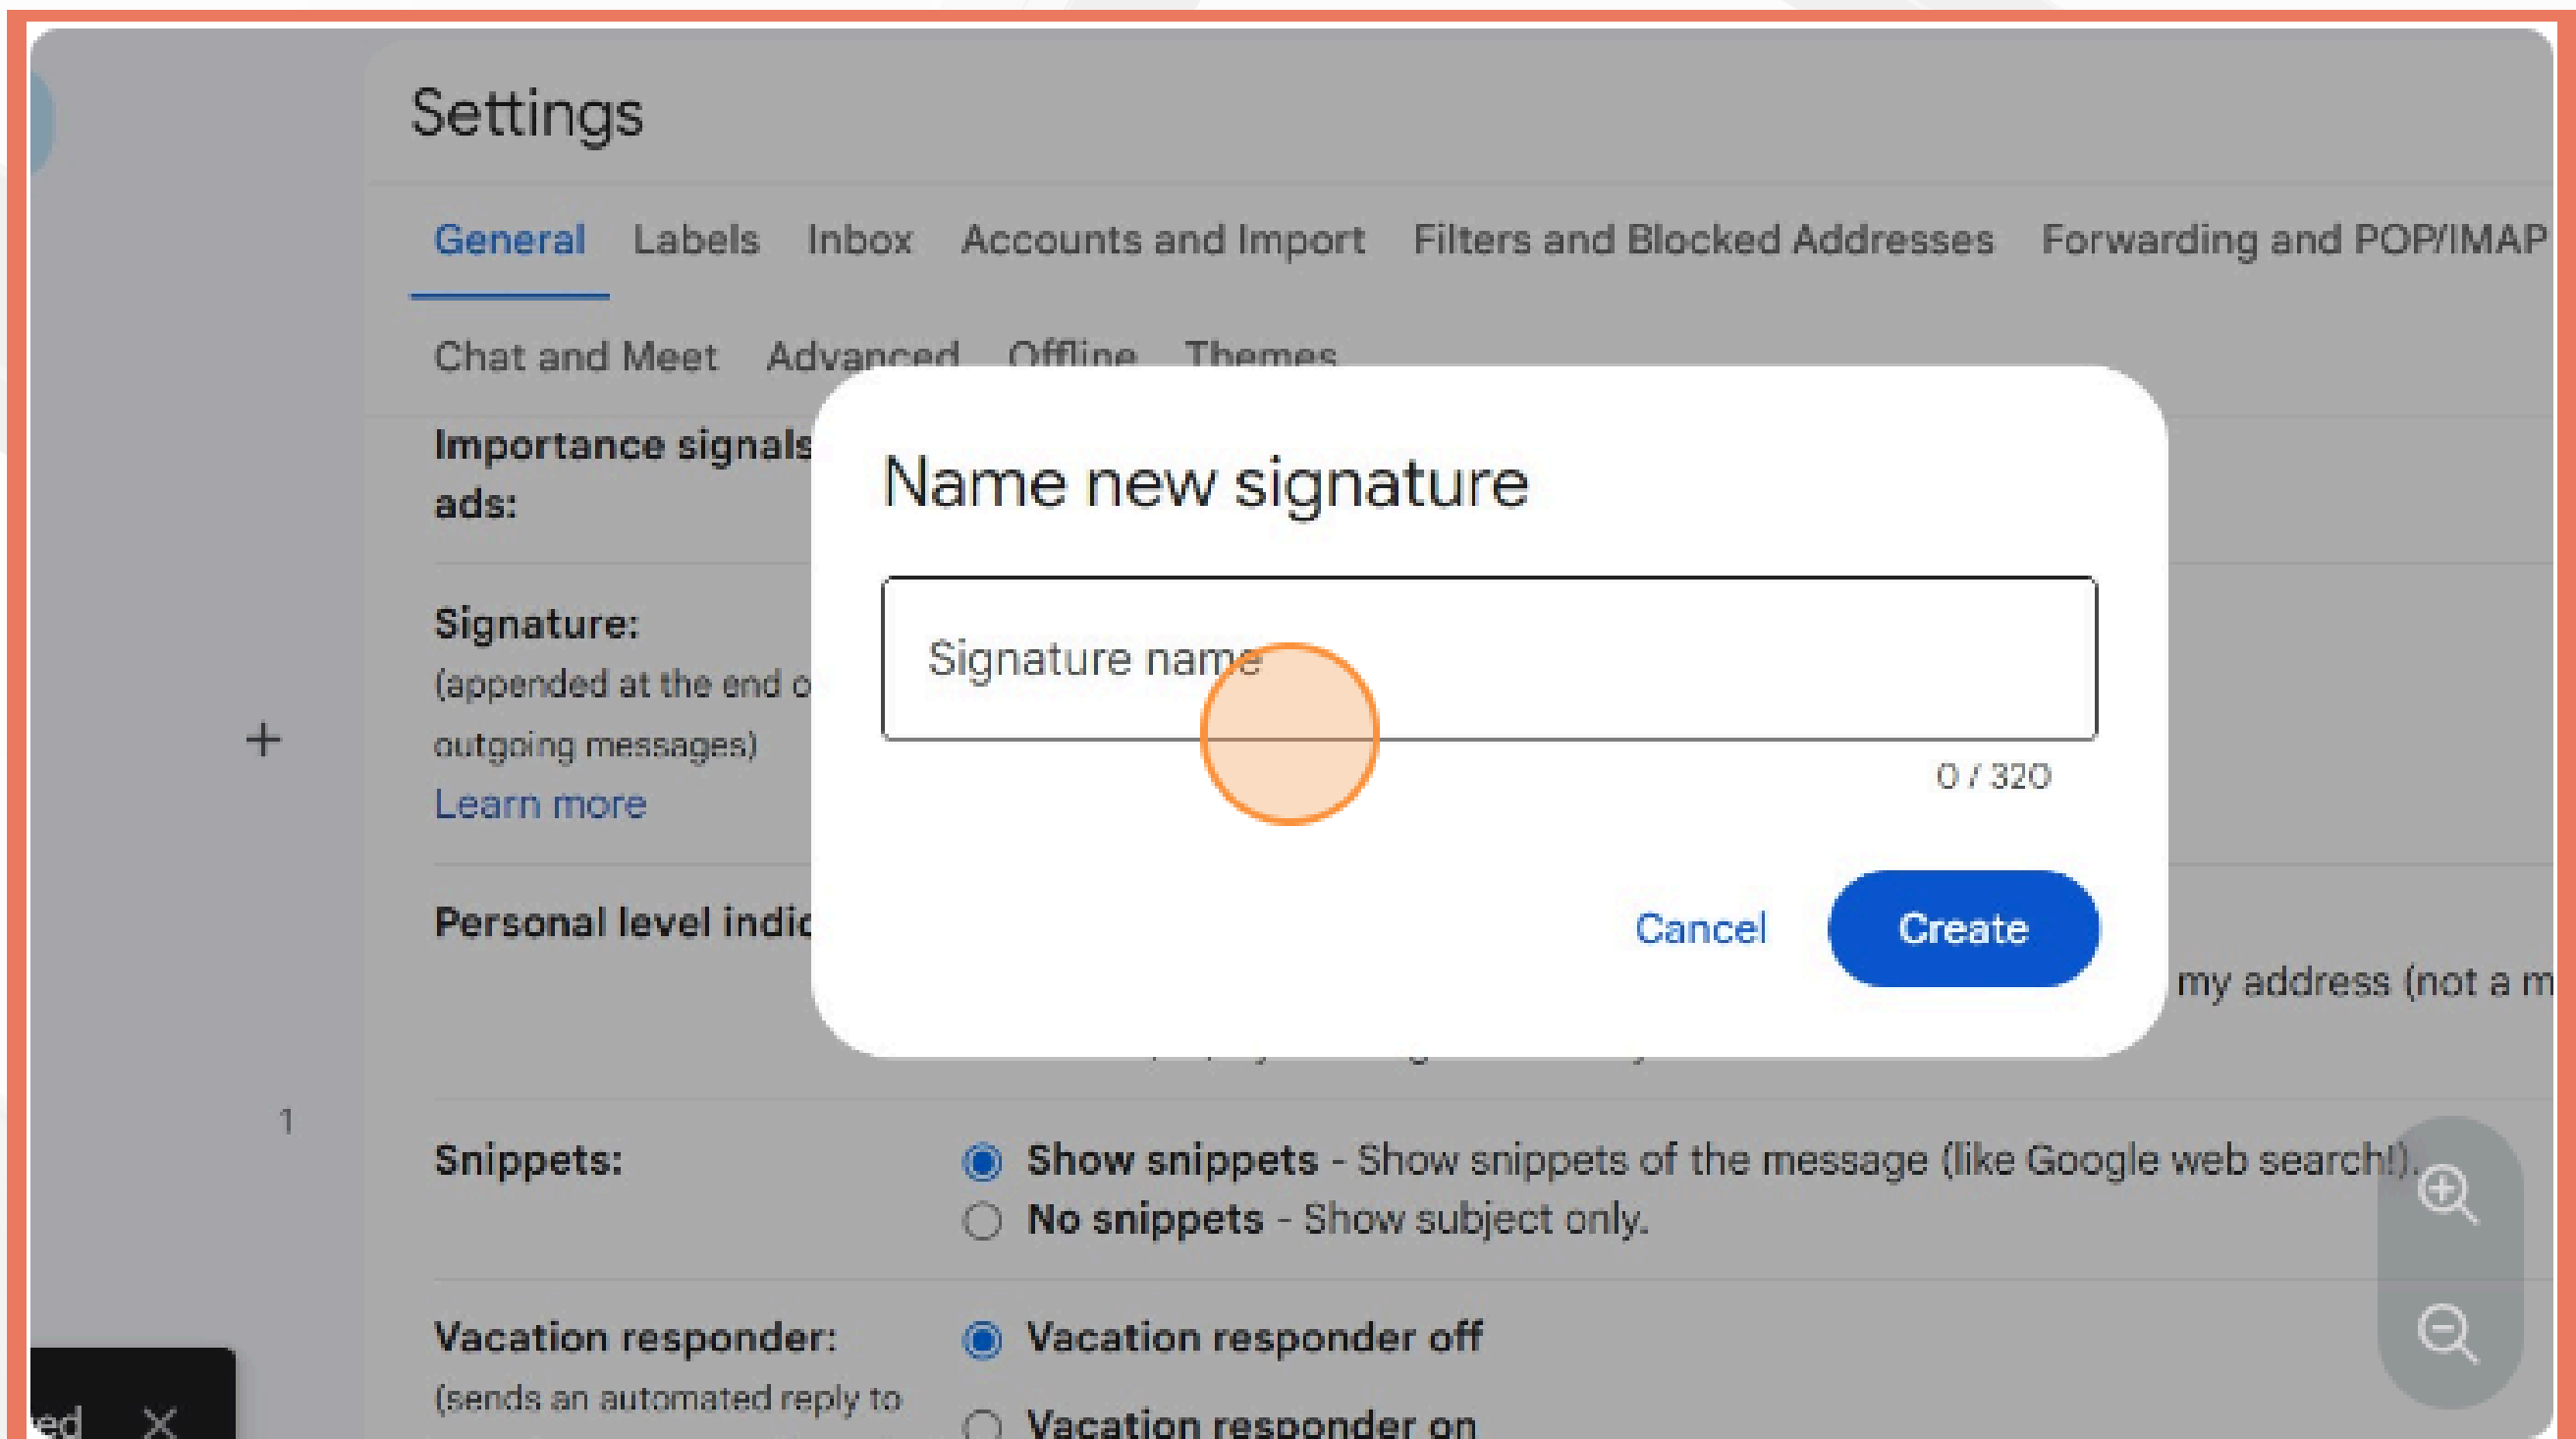 Settings
General Labels Inbox Accounts and Import Filters and Blocked Addresses Forwarding and POP/IMAP
Chat and Meet Advanced Offline Themes
Importance signals
ads:
Name new signature
Signature name
0 / 320
Cancel Create
Signature:
(appended at the end o
outgoing messages)
Learn more
Personal level indic
my address (not a m
1
Snippets:
Show snippets - Show snippets of the message (like Google web search!).
No snippets - Show subject only.
Vacation responder:
Vacation responder off
(sends an automated reply to
Vacation responder on
ed